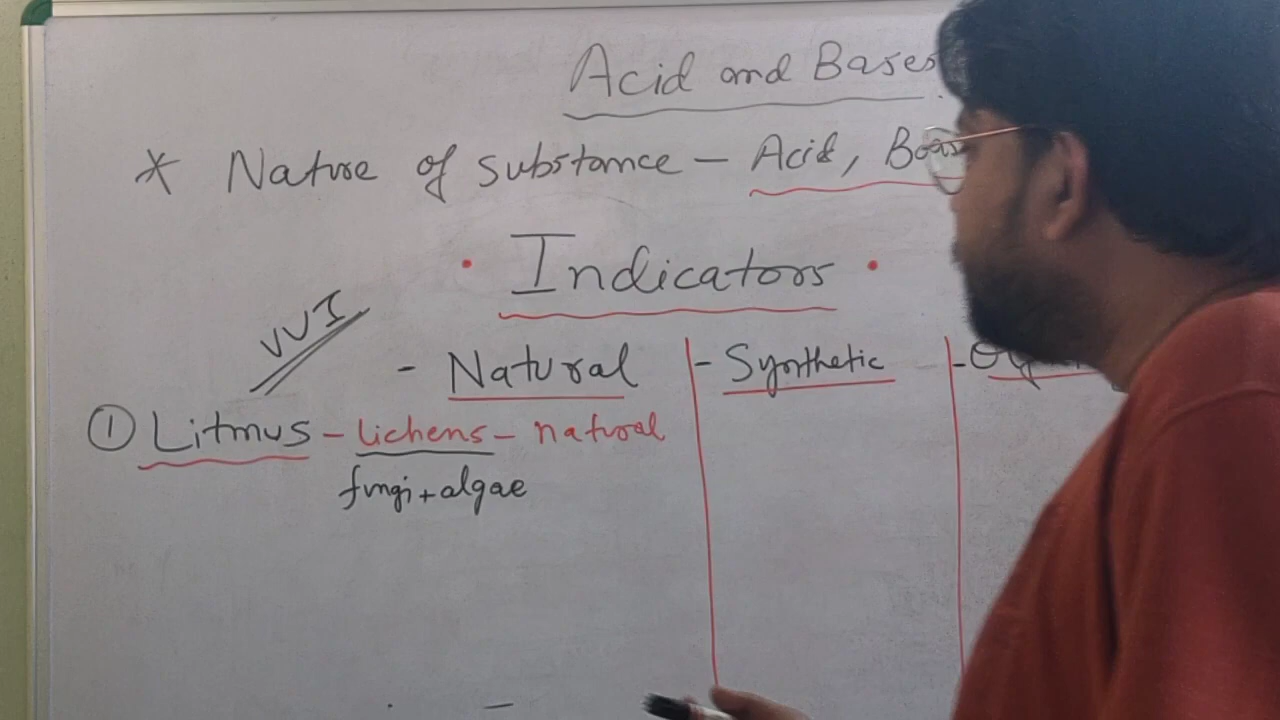 Acid and Bases
* Nature of substance - Acid, Bas
• Indicators •
VVI
- Natural - Synthetic
① Litmus - lichens - natural
fungi + algae